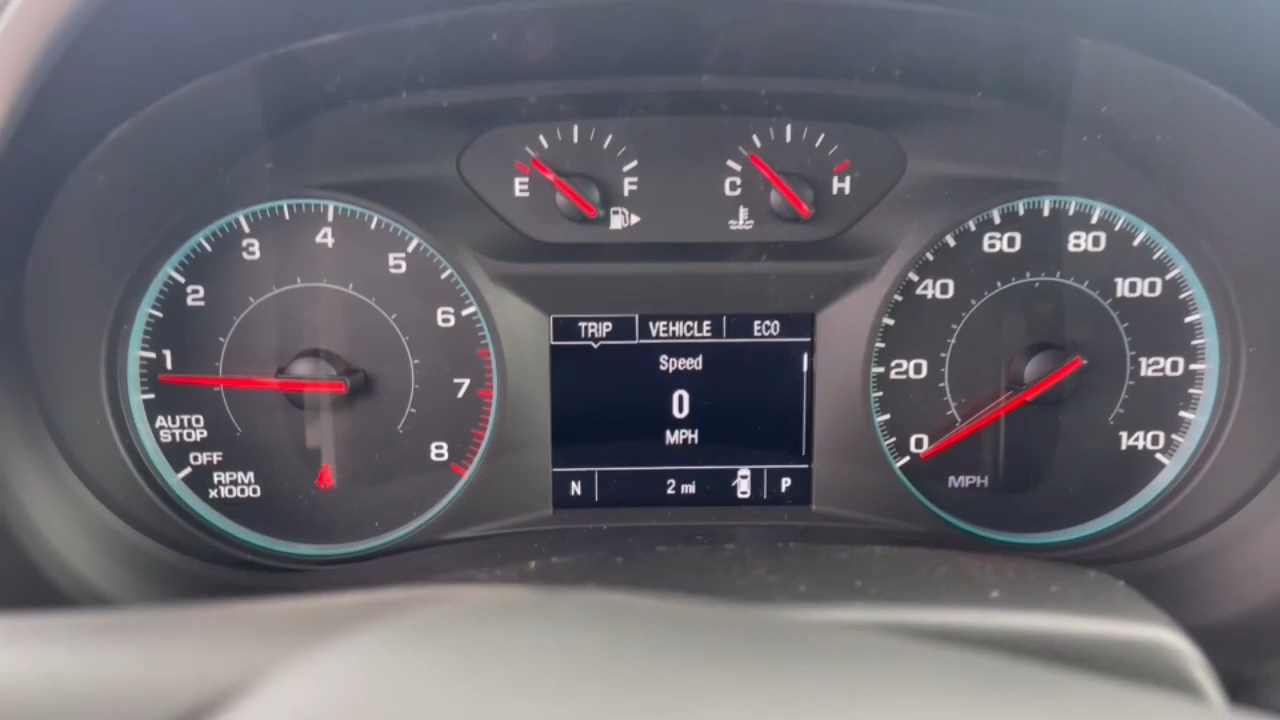 E F
C H
1 2 3 4 5 6 7 8
AUTO
STOP
OFF
RPM
x1000
TRIP VEHICLE ECO
Speed
0
MPH
N 2 mi P
0 20 40 60 80 100 120 140
MPH